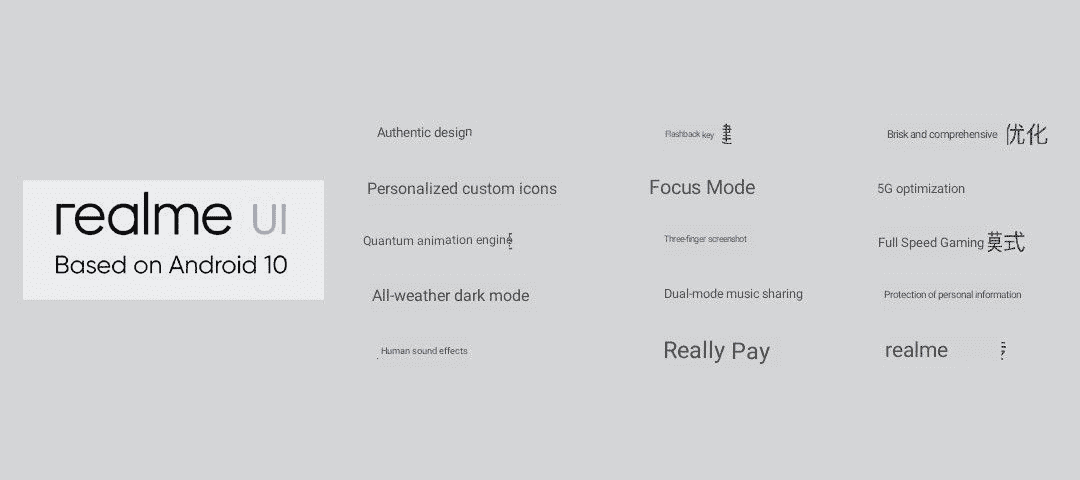 realme UI
Based on Android 10
Authentic design
Personalized custom icons
Quantum animation engine
All-weather dark mode
Human sound effects
Flashback key
Focus Mode
Three-finger screenshot
Dual-mode music sharing
Really Pay
Brisk and comprehensive 优化
5G optimization
Full Speed Gaming 莫式
Protection of personal information
realme